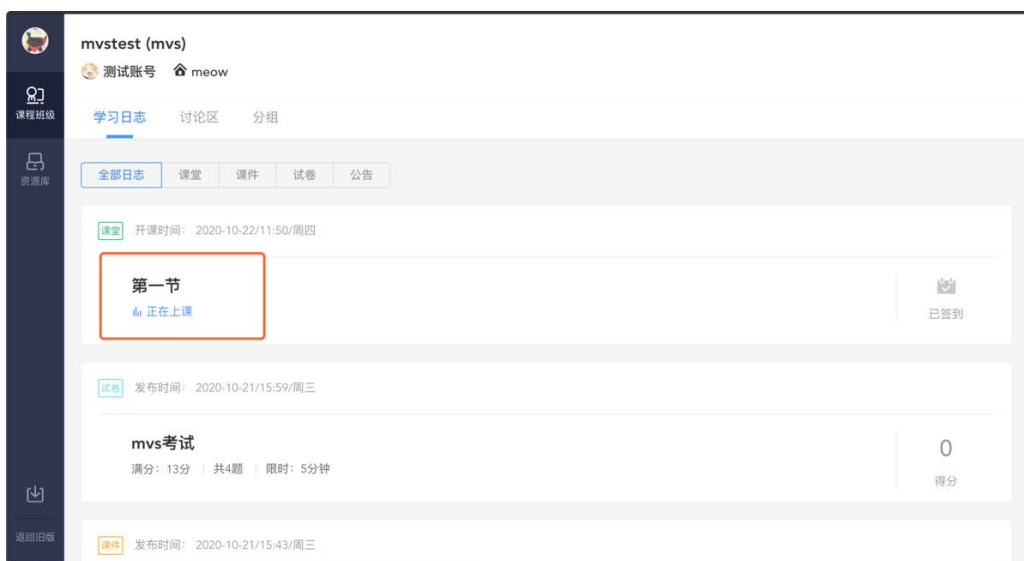 mvstest (mvs)
测试账号 meow
课程班级
学习日志 讨论区 分组
资源库
全部日志 课堂 课件 试卷 公告
课堂 开课时间： 2020-10-22/11:50/周四
第一节
正在上课
已签到
试卷 发布时间： 2020-10-21/15:59/周三
mvs考试
满分：13分 共4题 限时：5分钟
0
得分
返回旧版
课件 发布时间： 2020-10-21/15:43/周三